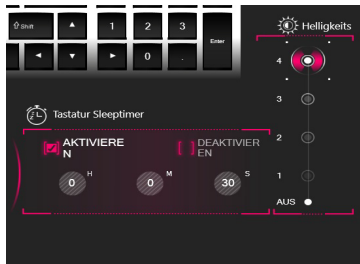 ⇧ Shift ▲ 1 2 3 Enter
◄ ▼ ► 0 .
Helligkeits
4
3
2
1
AUS
Tastatur Sleeptimer
AKTIVIERE
N
DEAKTIVIER
EN
0 H 0 M 30 S